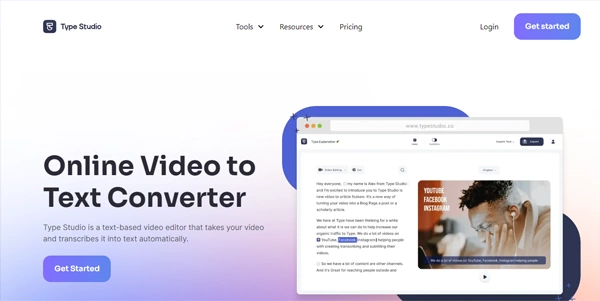 Type Studio
Tools
Resources
Pricing
Login
Get started
Online Video to
Text Converter
Type Studio is a text-based video editor that takes your video
and transcribes it into text automatically.
Get Started
www.typestudio.co
Type Explanation
Video Editing
Cut
Original
Export
Hey everyone, my name is Alex from Type Studio
and I'm excited to introduce you to Type Studio
new video to article feature. It's a new way of
turning your video into a Blog Page a post or a
scholarly article.
We here at Type have been thinking for a while
about what it is we can do to help increase our
organic traffic to Type. We do a lot of videos on
YouTube, Facebook, Instagram helping people
with creating transcribing and subtitling their
videos.
So we have a lot of content are other channels.
And it's Great for reaching people outside and
YOUTUBE
FACEBOOK
INSTAGRAM
We do a lot of videos on YouTube, Facebook, Instagram helping people